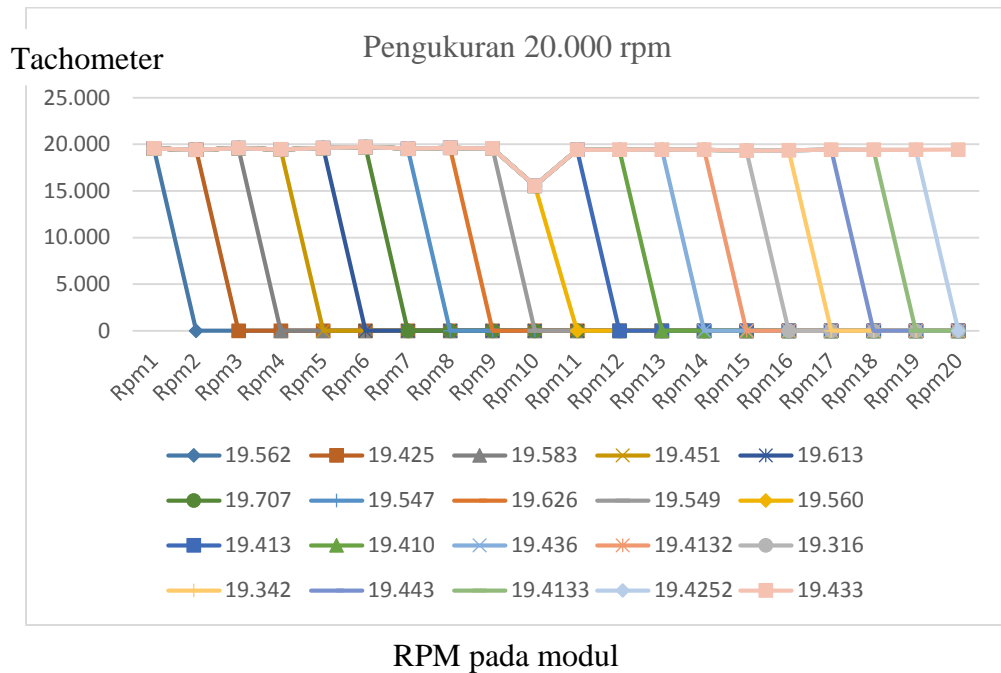 Pengukuran 20.000 rpm
Tachometer
25.000
20.000
15.000
10.000
5.000
0
Rpm1 Rpm2 Rpm3 Rpm4 Rpm5 Rpm6 Rpm7 Rpm8 Rpm9 Rpm10 Rpm11 Rpm12 Rpm13 Rpm14 Rpm15 Rpm16 Rpm17 Rpm18 Rpm19 Rpm20
19.562 19.425 19.583 19.451 19.613
19.707 19.547 19.626 19.549 19.560
19.413 19.410 19.436 19.4132 19.316
19.342 19.443 19.4133 19.4252 19.433
RPM pada modul